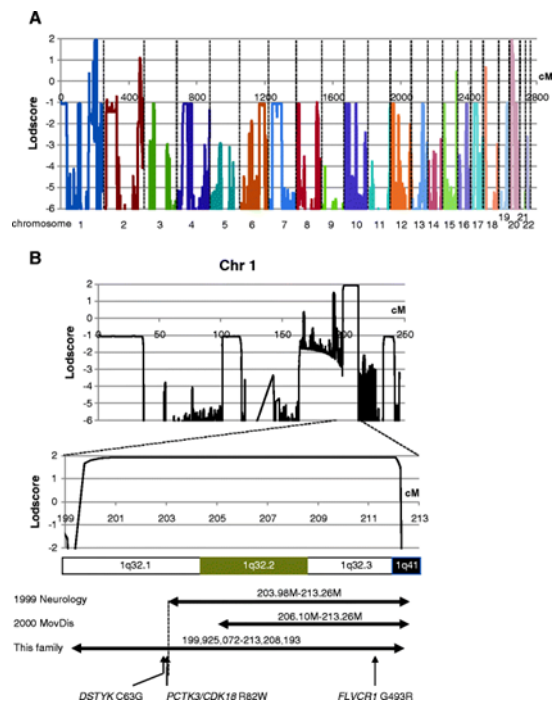 A
2
1
0
-1
-2
-3
-4
-5
-6
Lodscore
0 400 800 1200 1600 2000 2400 2800
cM
chromosome 1 2 3 4 5 6 7 8 9 10 11 12 13 14 15 16 17 18 19 20 21 22
B
Chr 1
2
1
0
-1
-2
-3
-4
-5
-6
Lodscore
0 50 100 150 200 250
cM
2
1
0
-1
-2
Lodscore
cM
199 201 203 205 207 209 211 213
1q32.1 1q32.2 1q32.3 1q41
1999 Neurology 203.98M-213.26M
2000 MovDis 206.10M-213.26M
This family 199,925,072-213,208,193
DSTYK C63G PCTK3/CDK18 R82W FLVCR1 G493R